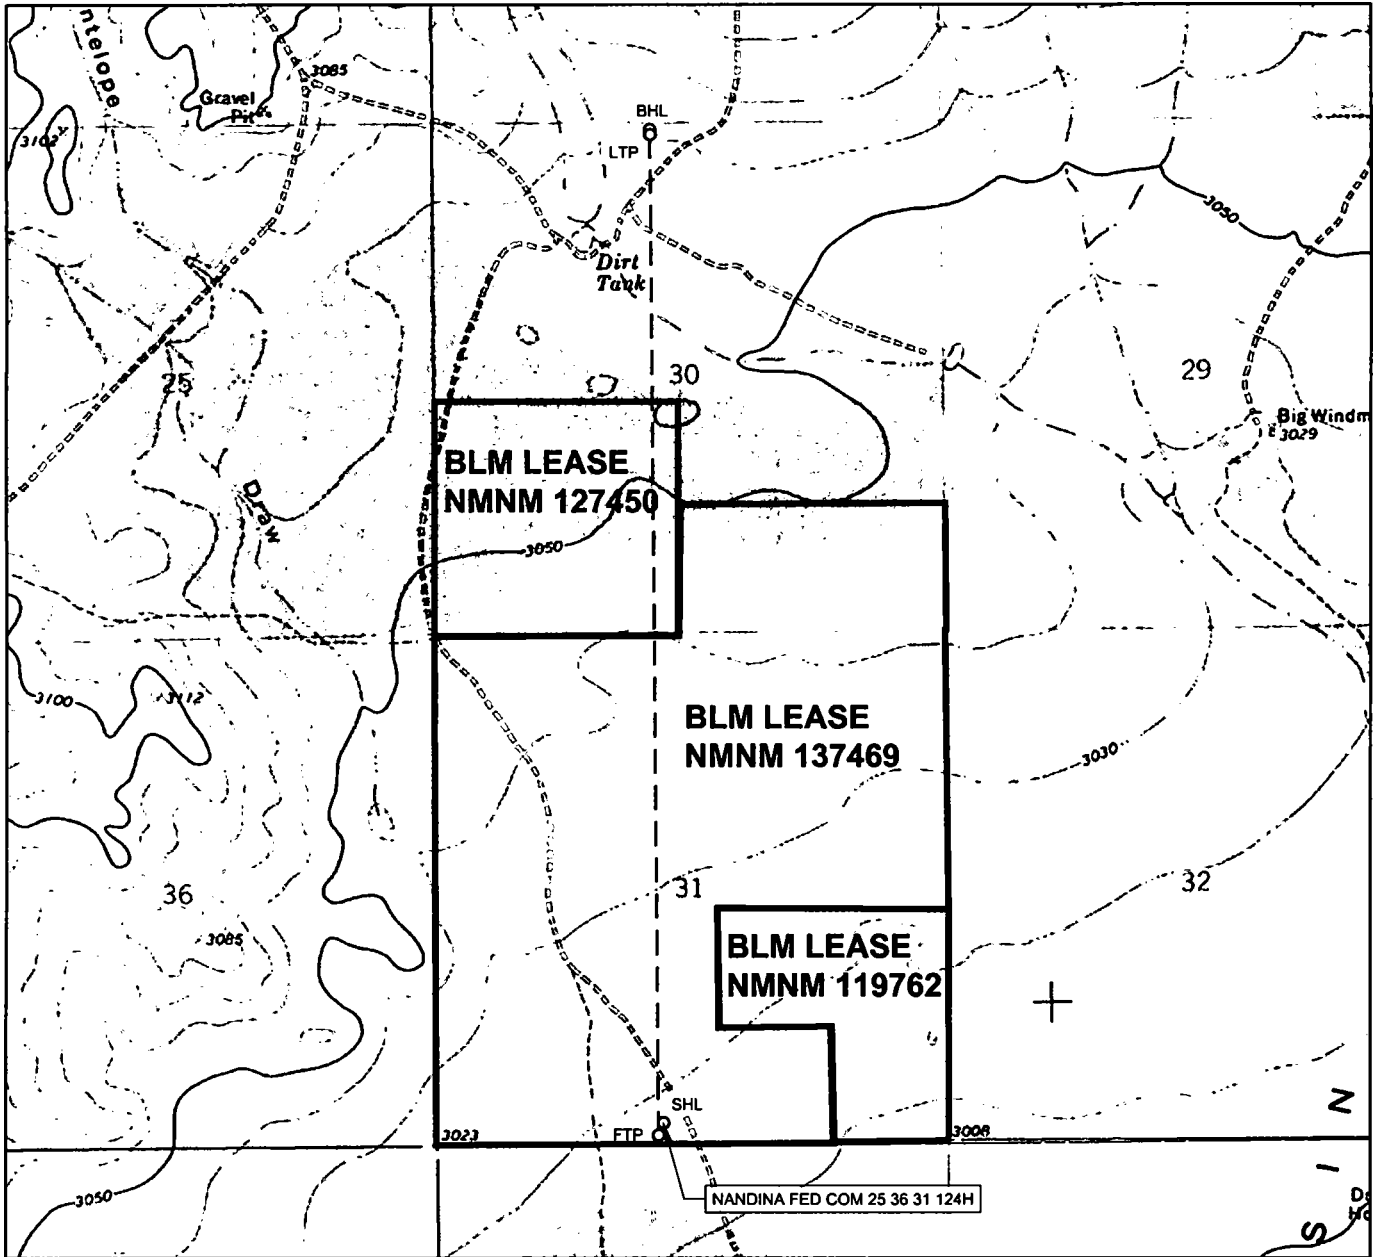 ntelope
3085
Gravel
Pit
3102
BHL
LTP
3050
Dirt
Tank
25
30
29
Big Windm
3029
BLM LEASE
NMNM 127450
Draw
3050
3100
3112
BLM LEASE
NMNM 137469
3030
36
31
32
3085
BLM LEASE
NMNM 119762
SHL
FTP
3023
3008
NANDINA FED COM 25 36 31 124H
3050
S I N